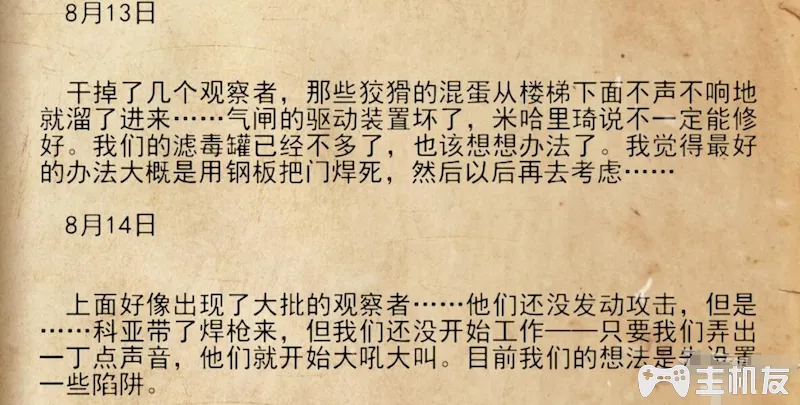 8月13日
干掉了几个观察者，那些狡猾的混蛋从楼梯下面不声不响地
就溜了进来……气闸的驱动装置坏了，米哈里琦说不一定能修
好。我们的滤毒罐已经不多了，也该想想办法了。我觉得最好
的办法大概是用钢板把门焊死，然后以后再去考虑……
8月14日
上面好像出现了大批的观察者……他们还没发动攻击，但是
……科亚带了焊枪来，但我们还没开始工作——只要我们弄出
一丁点声音，他们就开始大吼大叫。目前我们的想法是先设置
一些陷阱。
主机友